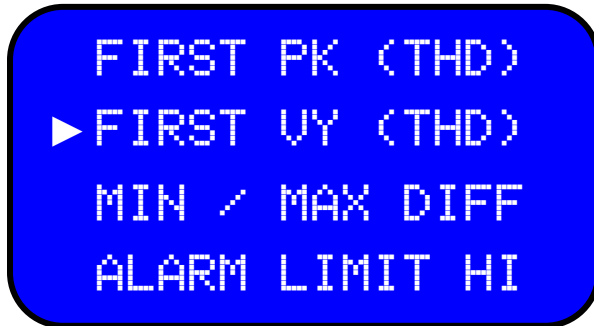 FIRST PK (THD)
►FIRST VY (THD)
MIN / MAX DIFF
ALARM LIMIT HI